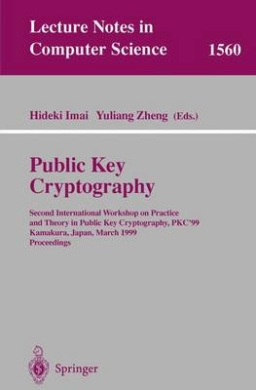 Lecture Notes in
Computer Science 1560
Hideki Imai Yuliang Zheng (Eds.)
Public Key
Cryptography
Second International Workshop on Practice
and Theory in Public Key Cryptography, PKC'99
Kamakura, Japan, March 1999
Proceedings
Springer